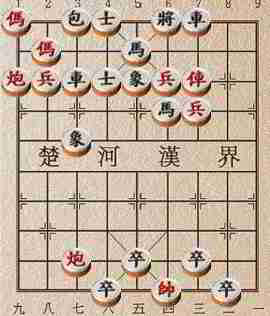 1 2 3 4 5 6 7 8 9
傌 包 士 將 車
傌 馬
炮 兵 車 士 象 兵 俥
馬 兵
象
楚 河 漢 界
炮 卒 卒
卒 帥 卒
九 八 七 六 五 四 三 二 一